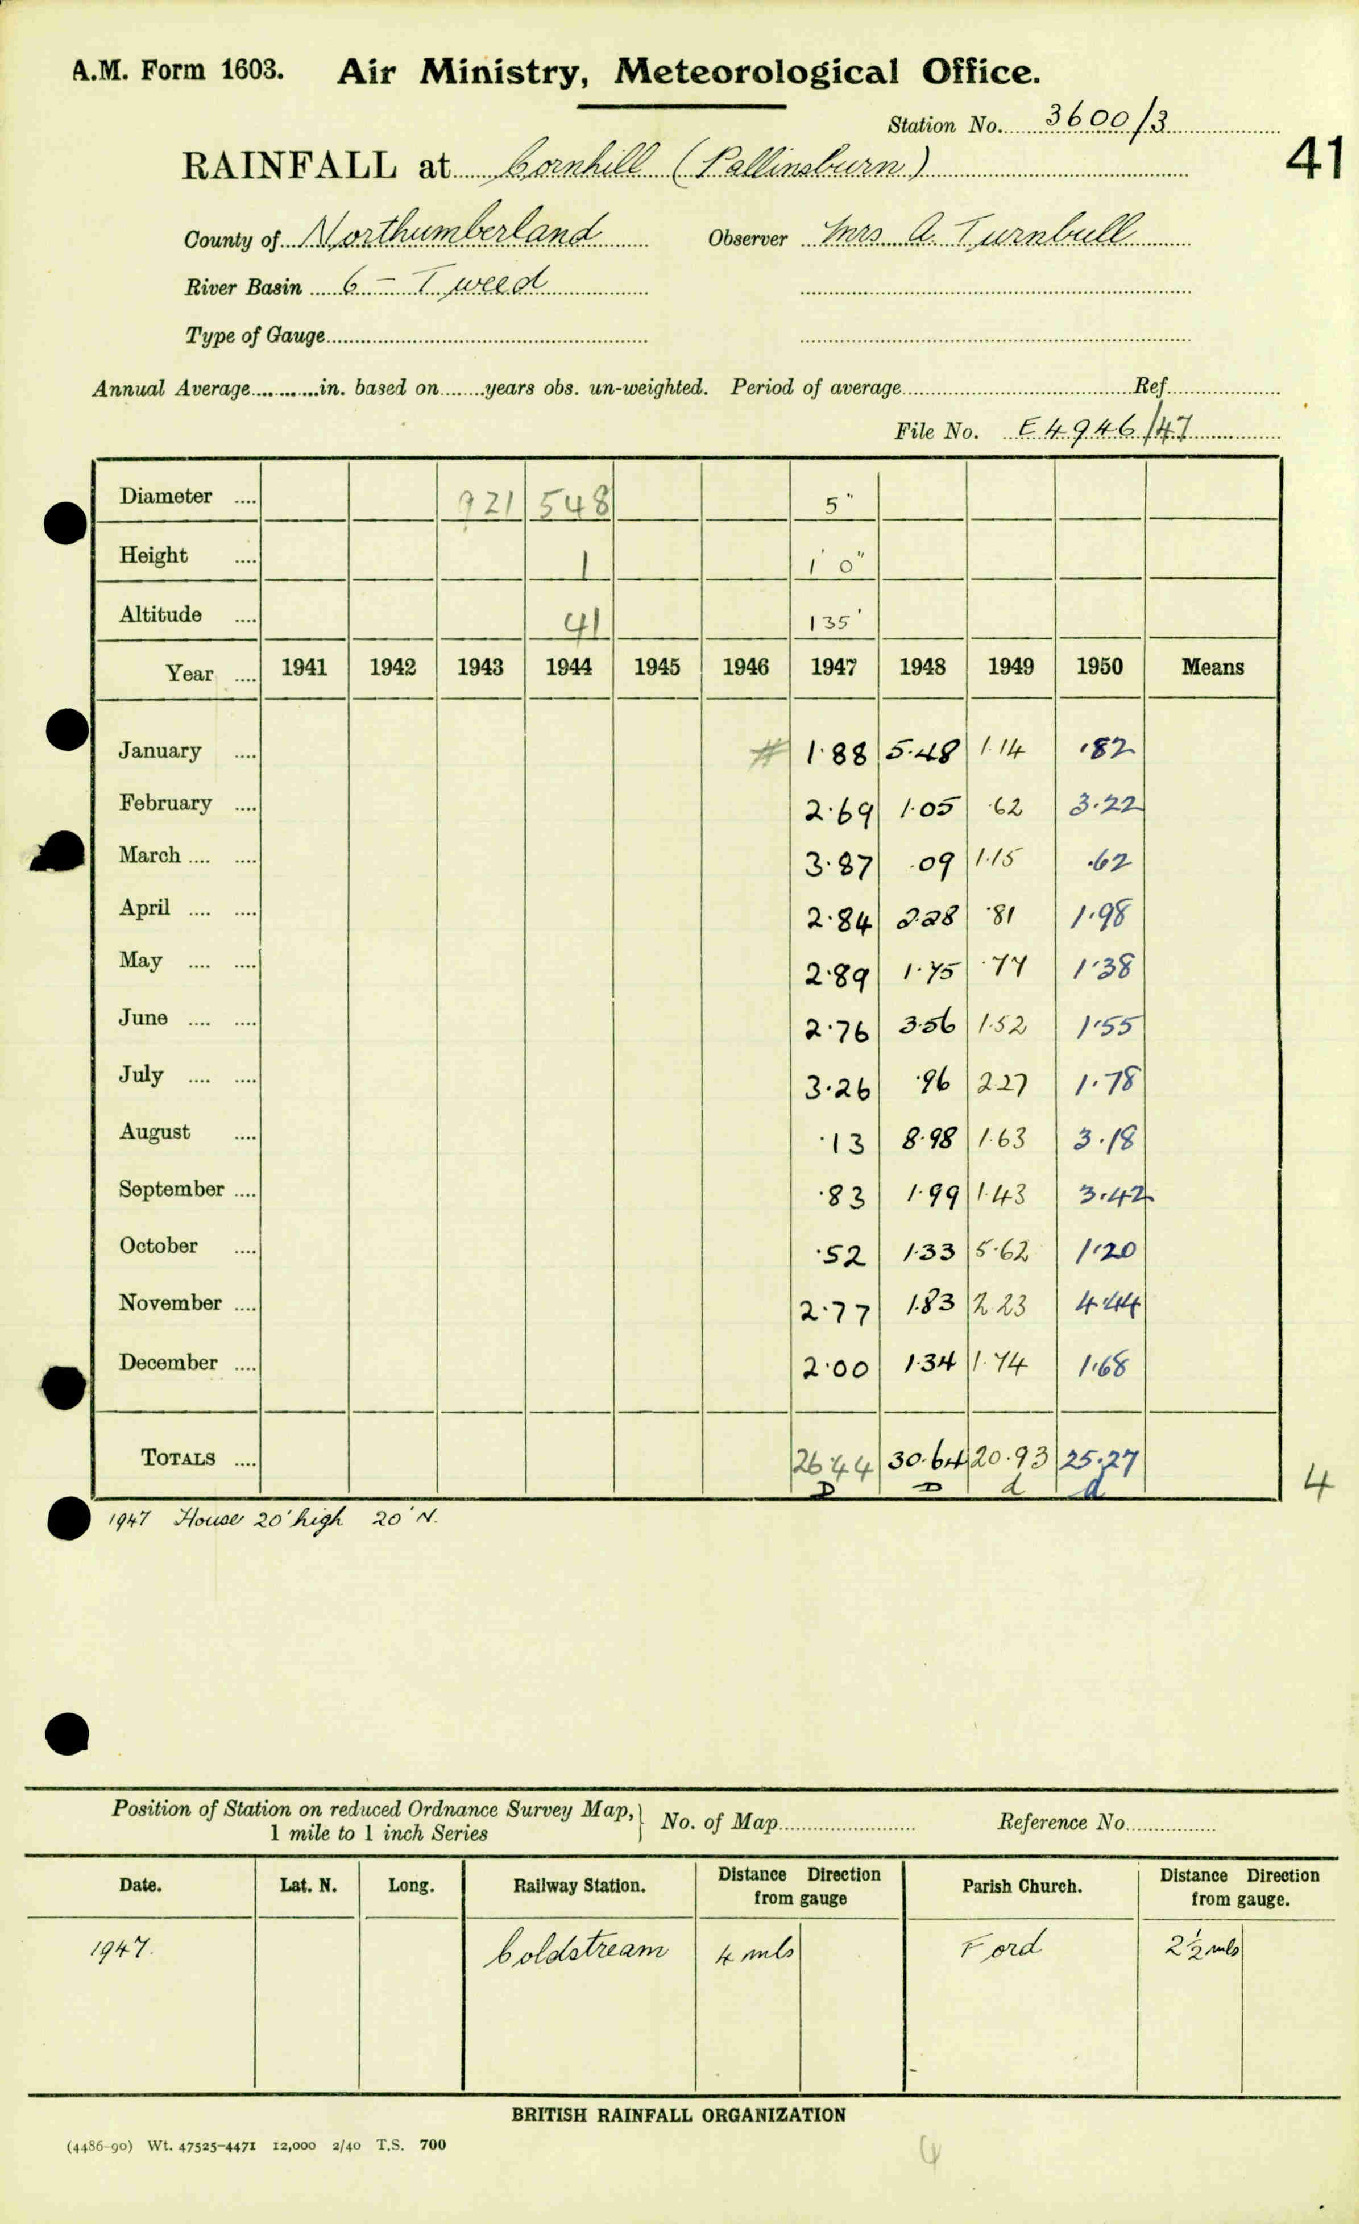 A.M. Form 1603. Air Ministry, Meteorological Office.
Station No. 3600/3
41
RAINFALL at Cornhill (Pallinsburn)
County of Northumberland Observer Mrs A. Turnbull
River Basin 6 - Tweed
Type of Gauge
Annual Average in. based on years obs. un-weighted. Period of average Ref
File No. E4946/47
Diameter .... 921 548 5"
Height .... 1 1' 0"
Altitude .... 41 135'
Year .... 1941 1942 1943 1944 1945 1946 1947 1948 1949 1950 Means
January .... # 1.88 5.48 1.14 .82
February .... 2.69 1.05 .62 3.22
March .... .... 3.87 .09 1.15 .62
April .... .... 2.84 2.28 .81 1.98
May .... .... 2.89 1.75 .77 1.38
June .... .... 2.76 3.56 1.52 1.55
July .... .... 3.26 .96 2.27 1.78
August .... .13 8.98 1.63 3.18
September .... .83 1.99 1.43 3.42
October .... .52 1.33 5.62 1.20
November .... 2.77 1.83 2.23 4.44
December .... 2.00 1.34 1.74 1.68
TOTALS .... 26.44 30.64 20.93 25.27
D D d d
4
1947 House 20' high 20' N.
Position of Station on reduced Ordnance Survey Map, } No. of Map Reference No.
1 mile to 1 inch Series
Date. Lat. N. Long. Railway Station. Distance Direction from gauge Parish Church. Distance Direction from gauge.
1947. Coldstream 4 mls Ford 2½ mls
BRITISH RAINFALL ORGANIZATION
(4486-90) Wt. 47525-4471 12,000 2/40 T.S. 700